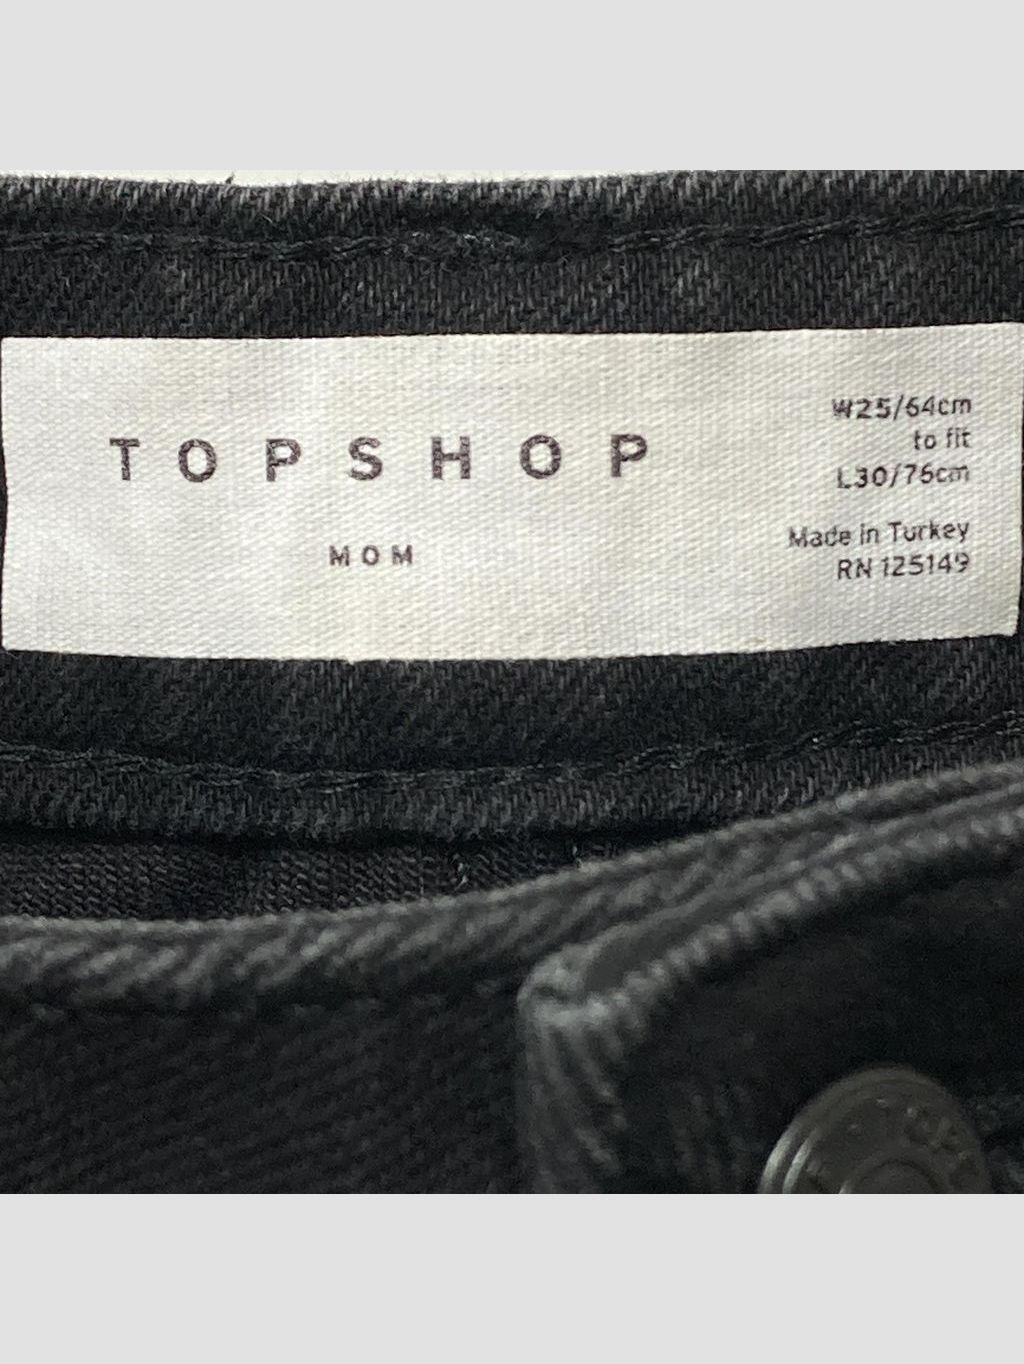 TOPSHOP
MOM
W25/64cm
to fit
L30/76cm
Made in Turkey
RN 125149